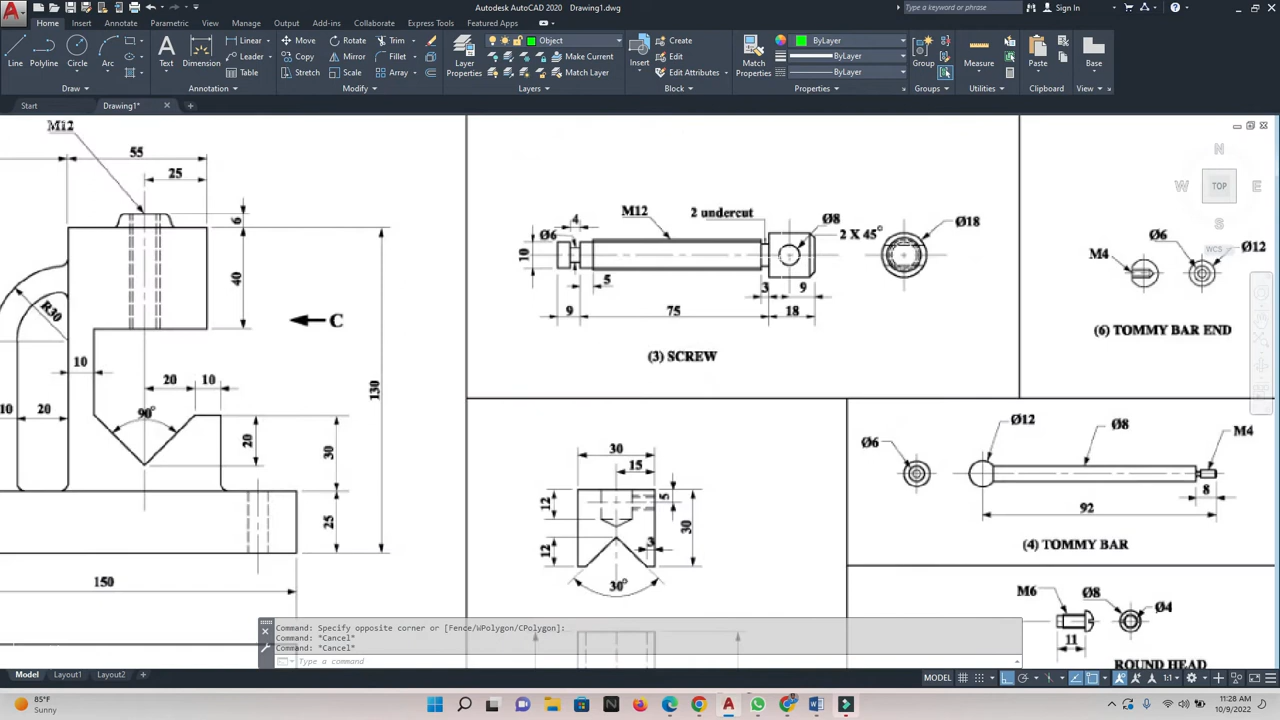 Autodesk AutoCAD 2020 Drawing1.dwg
Type a keyword or phrase
Sign In
Home Insert Annotate Parametric View Manage Output Add-ins Collaborate Express Tools Featured Apps
Line Polyline Circle Arc
Text Dimension
Linear
Leader
Table
Move Rotate Trim
Copy Mirror Fillet
Stretch Scale Array
Layer Properties
Object
Make Current
Match Layer
Insert
Create
Edit
Edit Attributes
Match Properties
ByLayer
ByLayer
ByLayer
Group
Measure
Paste
Base
Draw Annotation Modify Layers Block Properties Groups Utilities Clipboard View
Start Drawing1*
M12
55
25
6
40
R30
C
10
20 10
90°
130
10 20
20
30
25
150
4
M12
2 undercut
Ø8
Ø6
2 X 45°
Ø18
10
5
3 9
9 75 18
(3) SCREW
30
15
12
5
30
12
3
30°
Ø6
M4
Ø12
(6) TOMMY BAR END
Ø12
Ø8
M4
Ø6
8
92
(4) TOMMY BAR
M6
Ø8
Ø4
11
ROUND HEAD
N
W TOP E
S
WCS
Command: Specify opposite corner or [Fence/WPolygon/CPolygon]:
Command: *Cancel*
Command: *Cancel*
Type a command
Model Layout1 Layout2
MODEL
1:1
85°F
Sunny
11:28 AM
10/9/2022